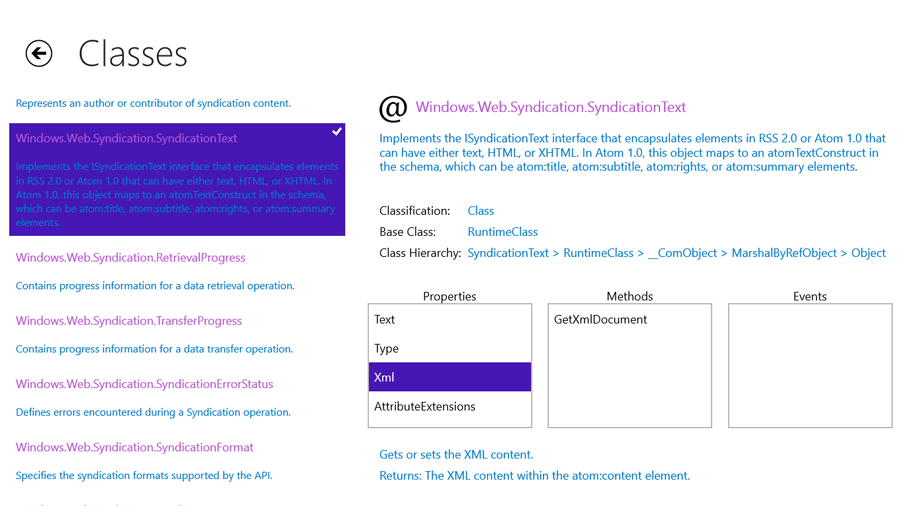 Classes
Represents an author or contributor of syndication content.
Windows.Web.Syndication.SyndicationText
Implements the ISyndicationText interface that encapsulates elements
in RSS 2.0 or Atom 1.0 that can have either text, HTML, or XHTML. In
Atom 1.0, this object maps to an atomTextConstruct in the schema,
which can be atom:title, atom:subtitle, atom:rights, or atom:summary
elements.
Windows.Web.Syndication.RetrievalProgress
Contains progress information for a data retrieval operation.
Windows.Web.Syndication.TransferProgress
Contains progress information for a data transfer operation.
Windows.Web.Syndication.SyndicationErrorStatus
Defines errors encountered during a Syndication operation.
Windows.Web.Syndication.SyndicationFormat
Specifies the syndication formats supported by the API.
@ Windows.Web.Syndication.SyndicationText
Implements the ISyndicationText interface that encapsulates elements in RSS 2.0 or Atom 1.0 that
can have either text, HTML, or XHTML. In Atom 1.0, this object maps to an atomTextConstruct in
the schema, which can be atom:title, atom:subtitle, atom:rights, or atom:summary elements.
Classification: Class
Base Class: RuntimeClass
Class Hierarchy: SyndicationText > RuntimeClass > __ComObject > MarshalByRefObject > Object
Properties
Text
Type
Xml
AttributeExtensions
Methods
GetXmlDocument
Events
Gets or sets the XML content.
Returns: The XML content within the atom:content element.